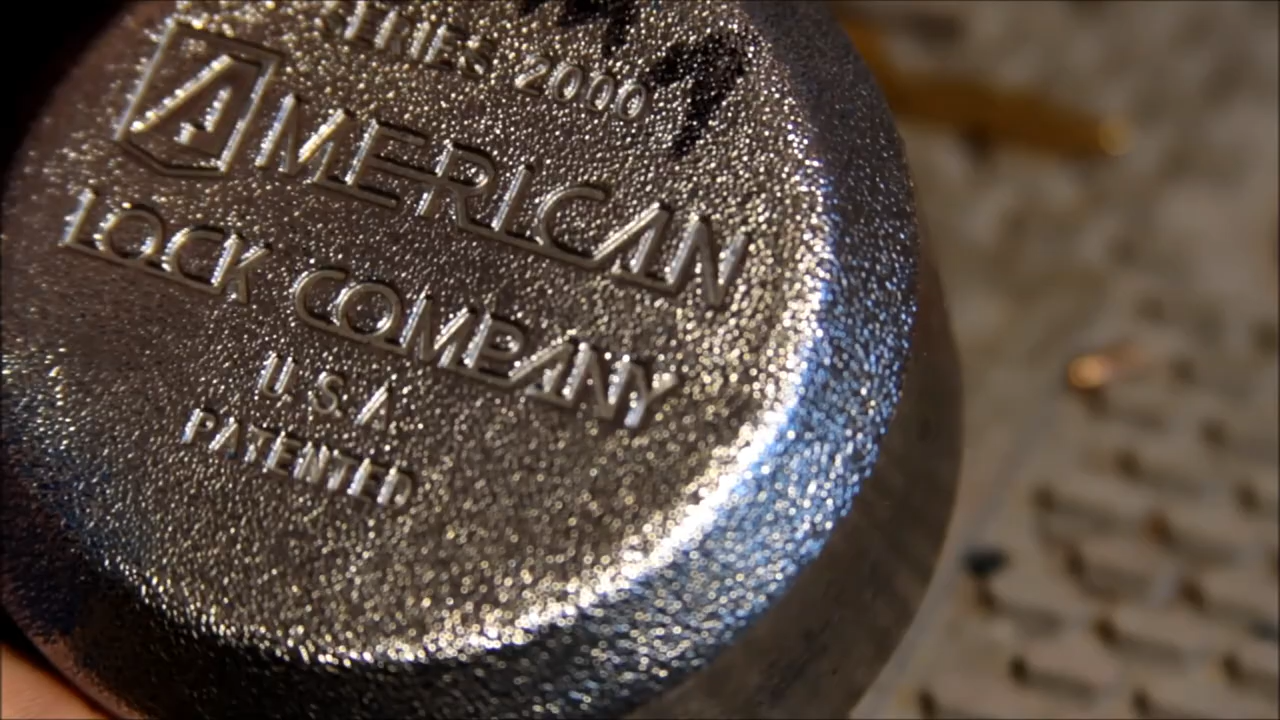 SERIES 2000
AMERICAN
LOCK COMPANY
U.S.A
PATENTED